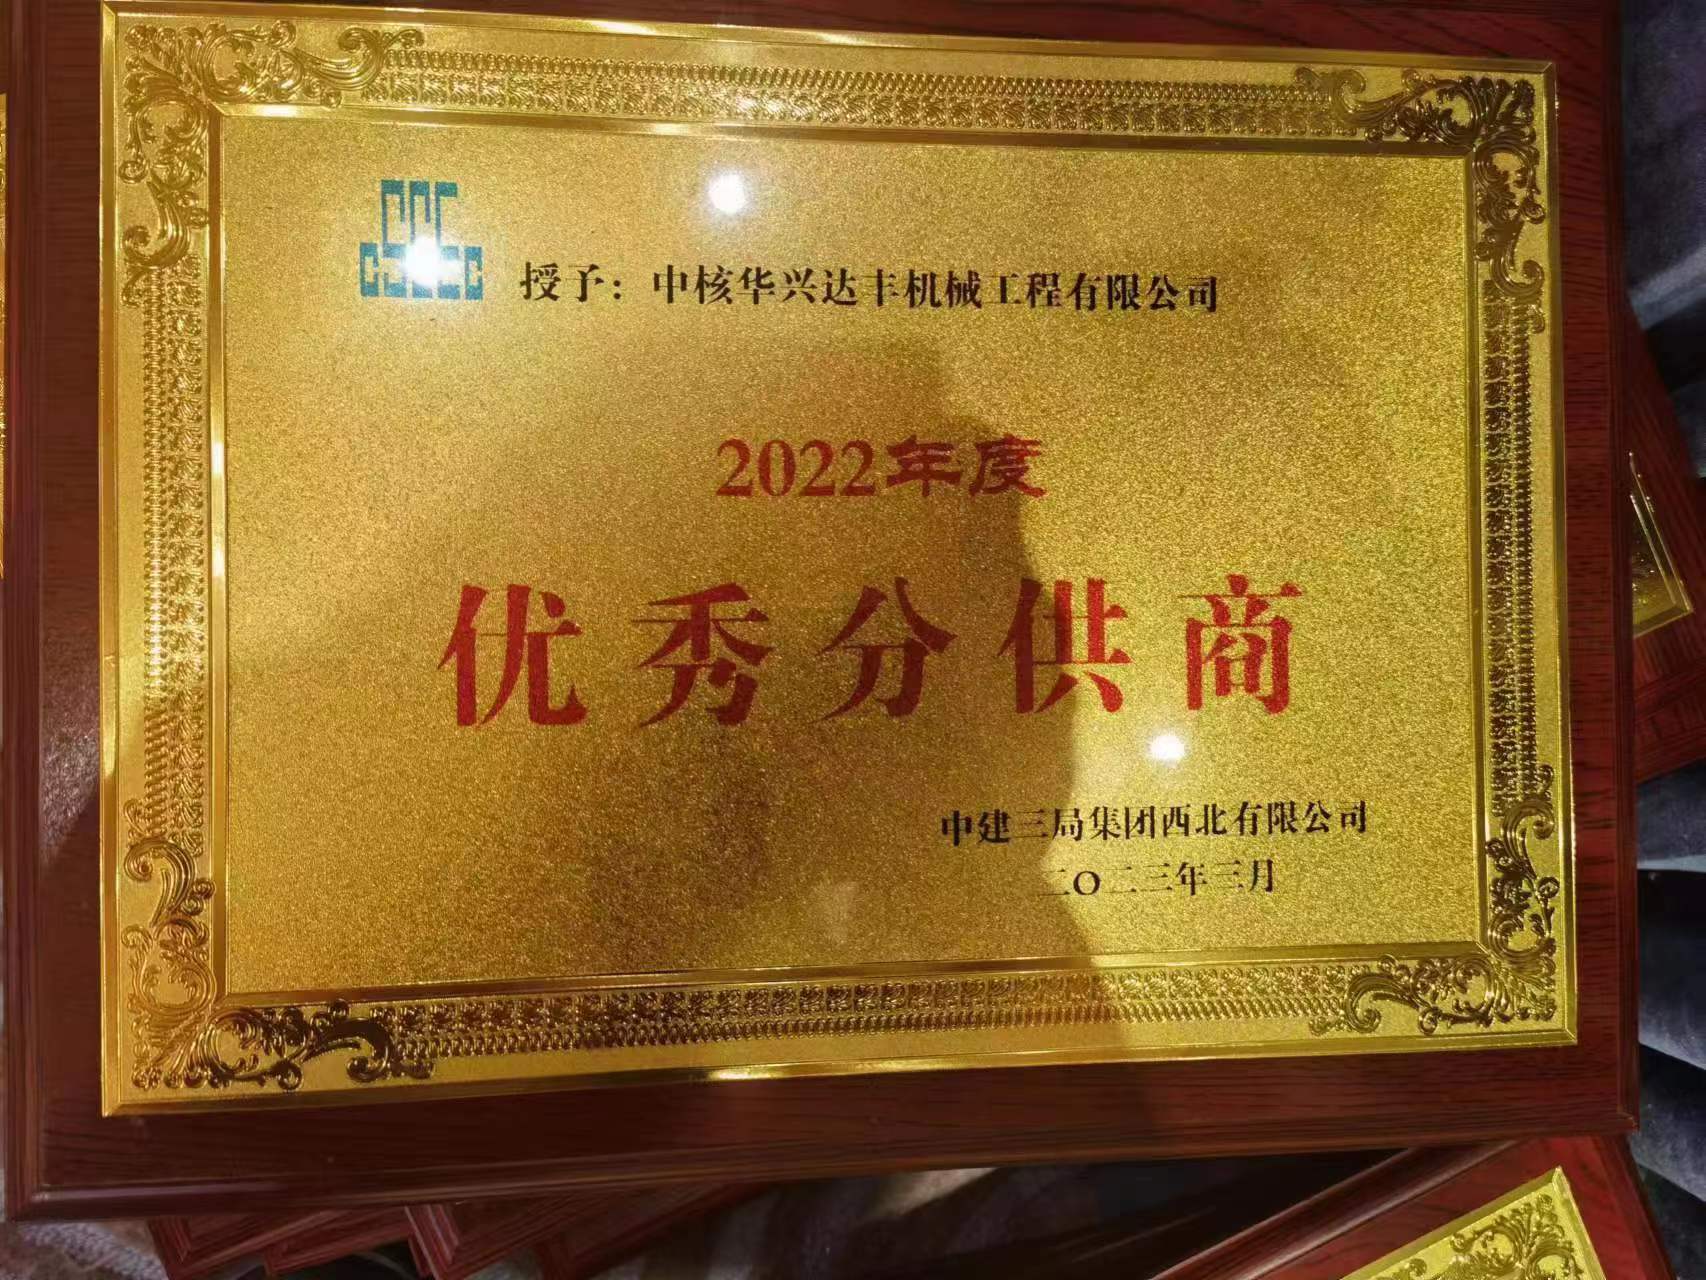 授予：中核华兴达丰机械工程有限公司
2022年度
优秀分供商
中建三局集团西北有限公司
二〇二三年三月